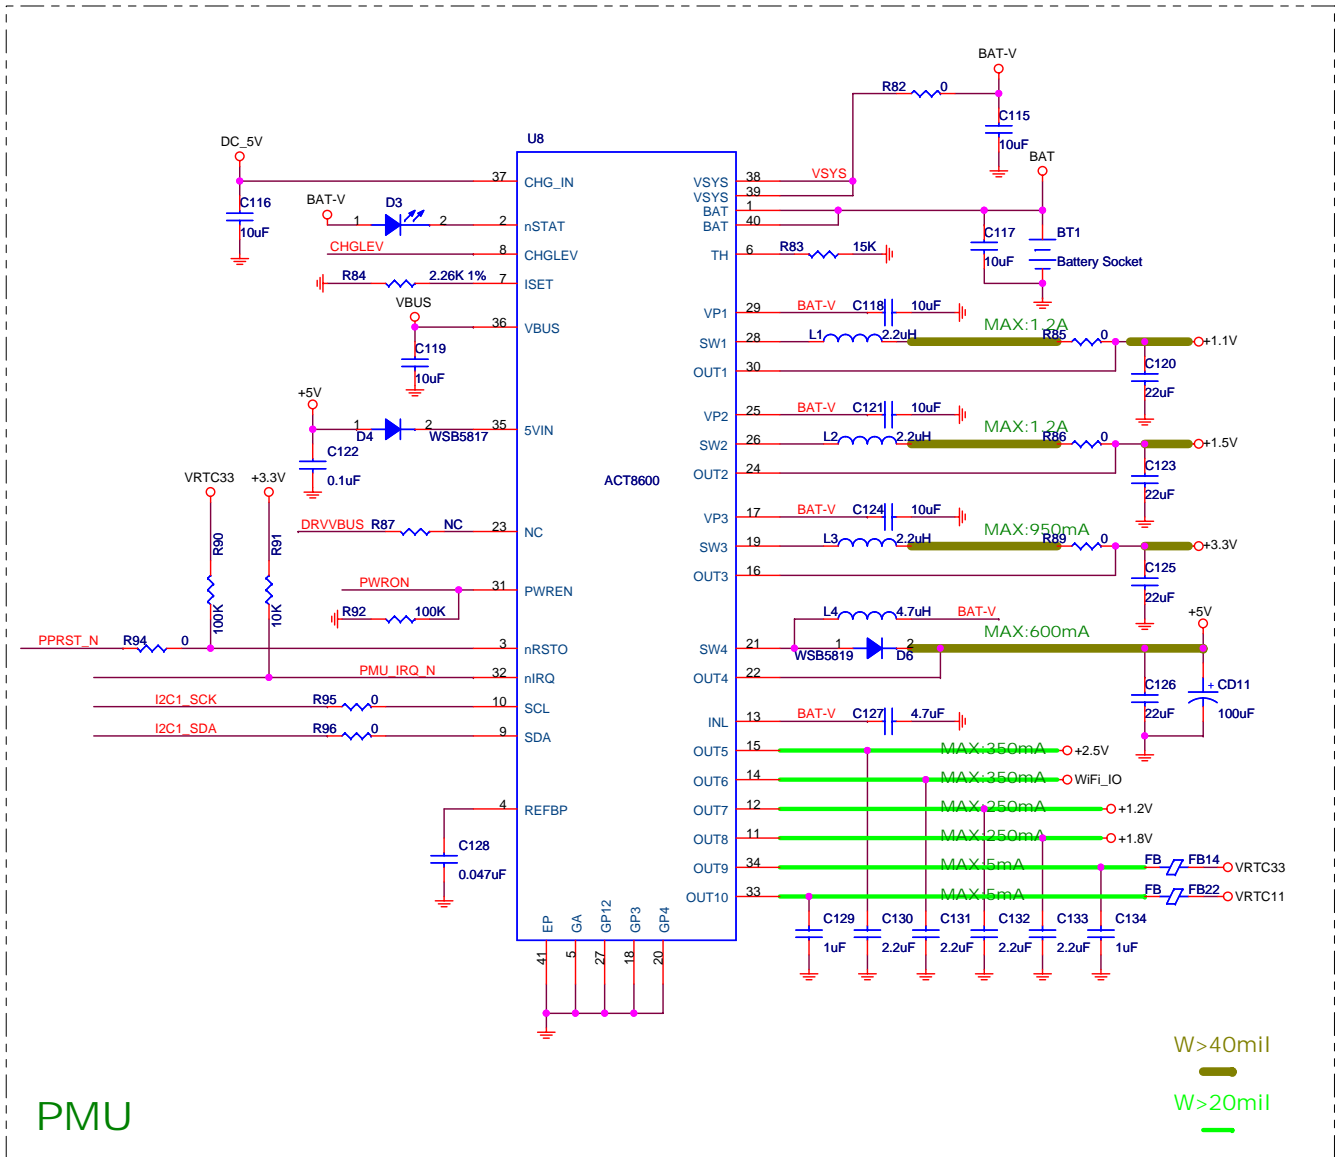 BAT-V
R82 0
C115
10uF
U8
DC_5V
BAT
37 CHG_IN
VSYS 38 VSYS
VSYS 39
BAT 1
BAT 40
C116
10uF
BAT-V
D3
1 2
2 nSTAT
CHGLEV 8 CHGLEV
C117
10uF
BT1
Battery Socket
TH 6 R83 15K
R84 2.26K 1% 7 ISET
VBUS
36 VBUS
C119
10uF
VP1 29 BAT-V C118 10uF
MAX:1.2A
SW1 28 L1 2.2uH R85 0 +1.1V
OUT1 30
C120
22uF
+5V
1 2
D4 WSB5817
35 5VIN
C122
0.1uF
VP2 25 BAT-V C121 10uF
MAX:1.2A
SW2 26 L2 2.2uH R86 0 +1.5V
OUT2 24
C123
22uF
ACT8600
VRTC33 +3.3V
R90 100K
R91 10K
DRVVBUS R87 NC 23 NC
VP3 17 BAT-V C124 10uF
MAX:950mA
SW3 19 L3 2.2uH R89 0 +3.3V
OUT3 16
C125
22uF
PWRON 31 PWREN
R92 100K
L4 4.7uH BAT-V
+5V
MAX:600mA
PPRST_N R94 0 3 nRSTO
SW4 21 1 2
WSB5819 D6
PMU_IRQ_N 32 nIRQ
OUT4 22
C126
22uF
+ CD11
100uF
I2C1_SCK R95 0 10 SCL
I2C1_SDA R96 0 9 SDA
INL 13 BAT-V C127 4.7uF
OUT5 15 MAX:350mA +2.5V
OUT6 14 MAX:350mA WiFi_IO
4 REFBP
OUT7 12 MAX:250mA +1.2V
OUT8 11 MAX:250mA +1.8V
C128
0.047uF
OUT9 34 MAX:5mA FB FB14 VRTC33
OUT10 33 MAX:5mA FB FB22 VRTC11
EP GA GP12 GP3 GP4
41 5 27 18 20
C129 C130 C131 C132 C133 C134
1uF 2.2uF 2.2uF 2.2uF 2.2uF 1uF
W>40mil
W>20mil
PMU